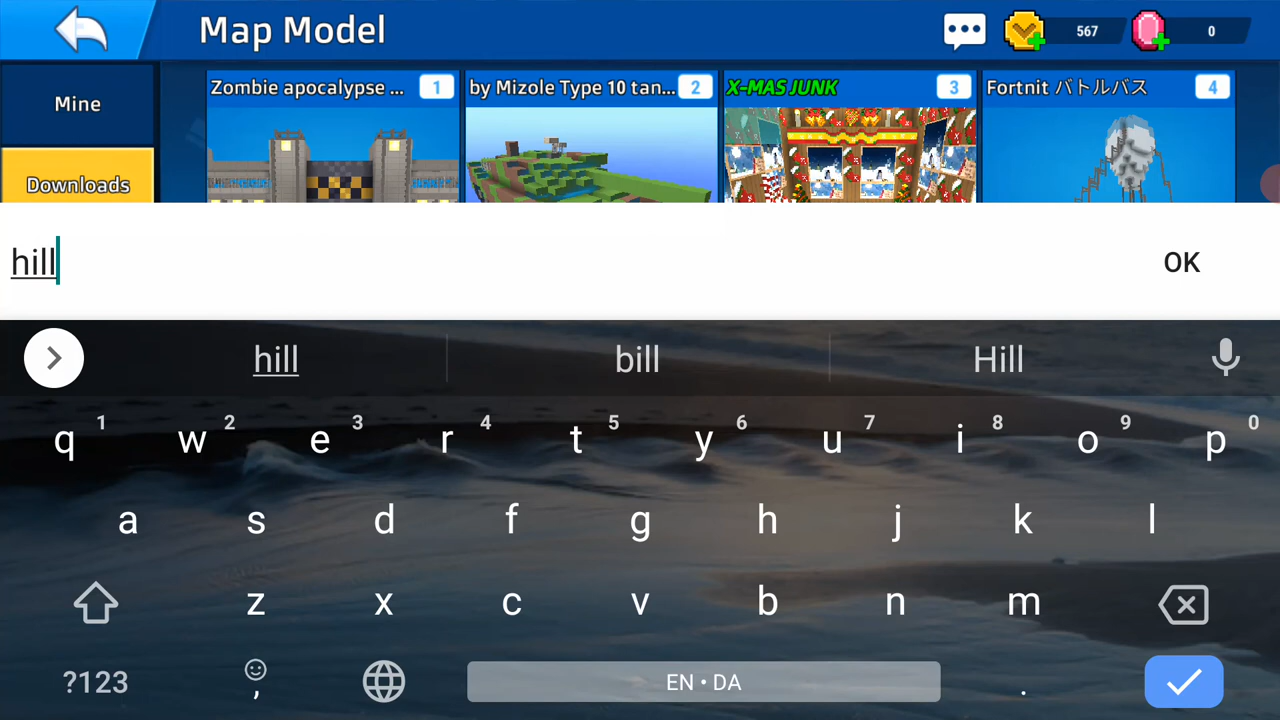 Map Model
567
0
Mine
Downloads
Zombie apocalypse ... 1
by Mizole Type 10 tan... 2
X-MAS JUNK 3
Fortnit バトルバス 4
hill
OK
hill bill Hill
q 1 w 2 e 3 r 4 t 5 y 6 u 7 i 8 o 9 p 0
a s d f g h j k l
z x c v b n m
?123 , EN • DA .